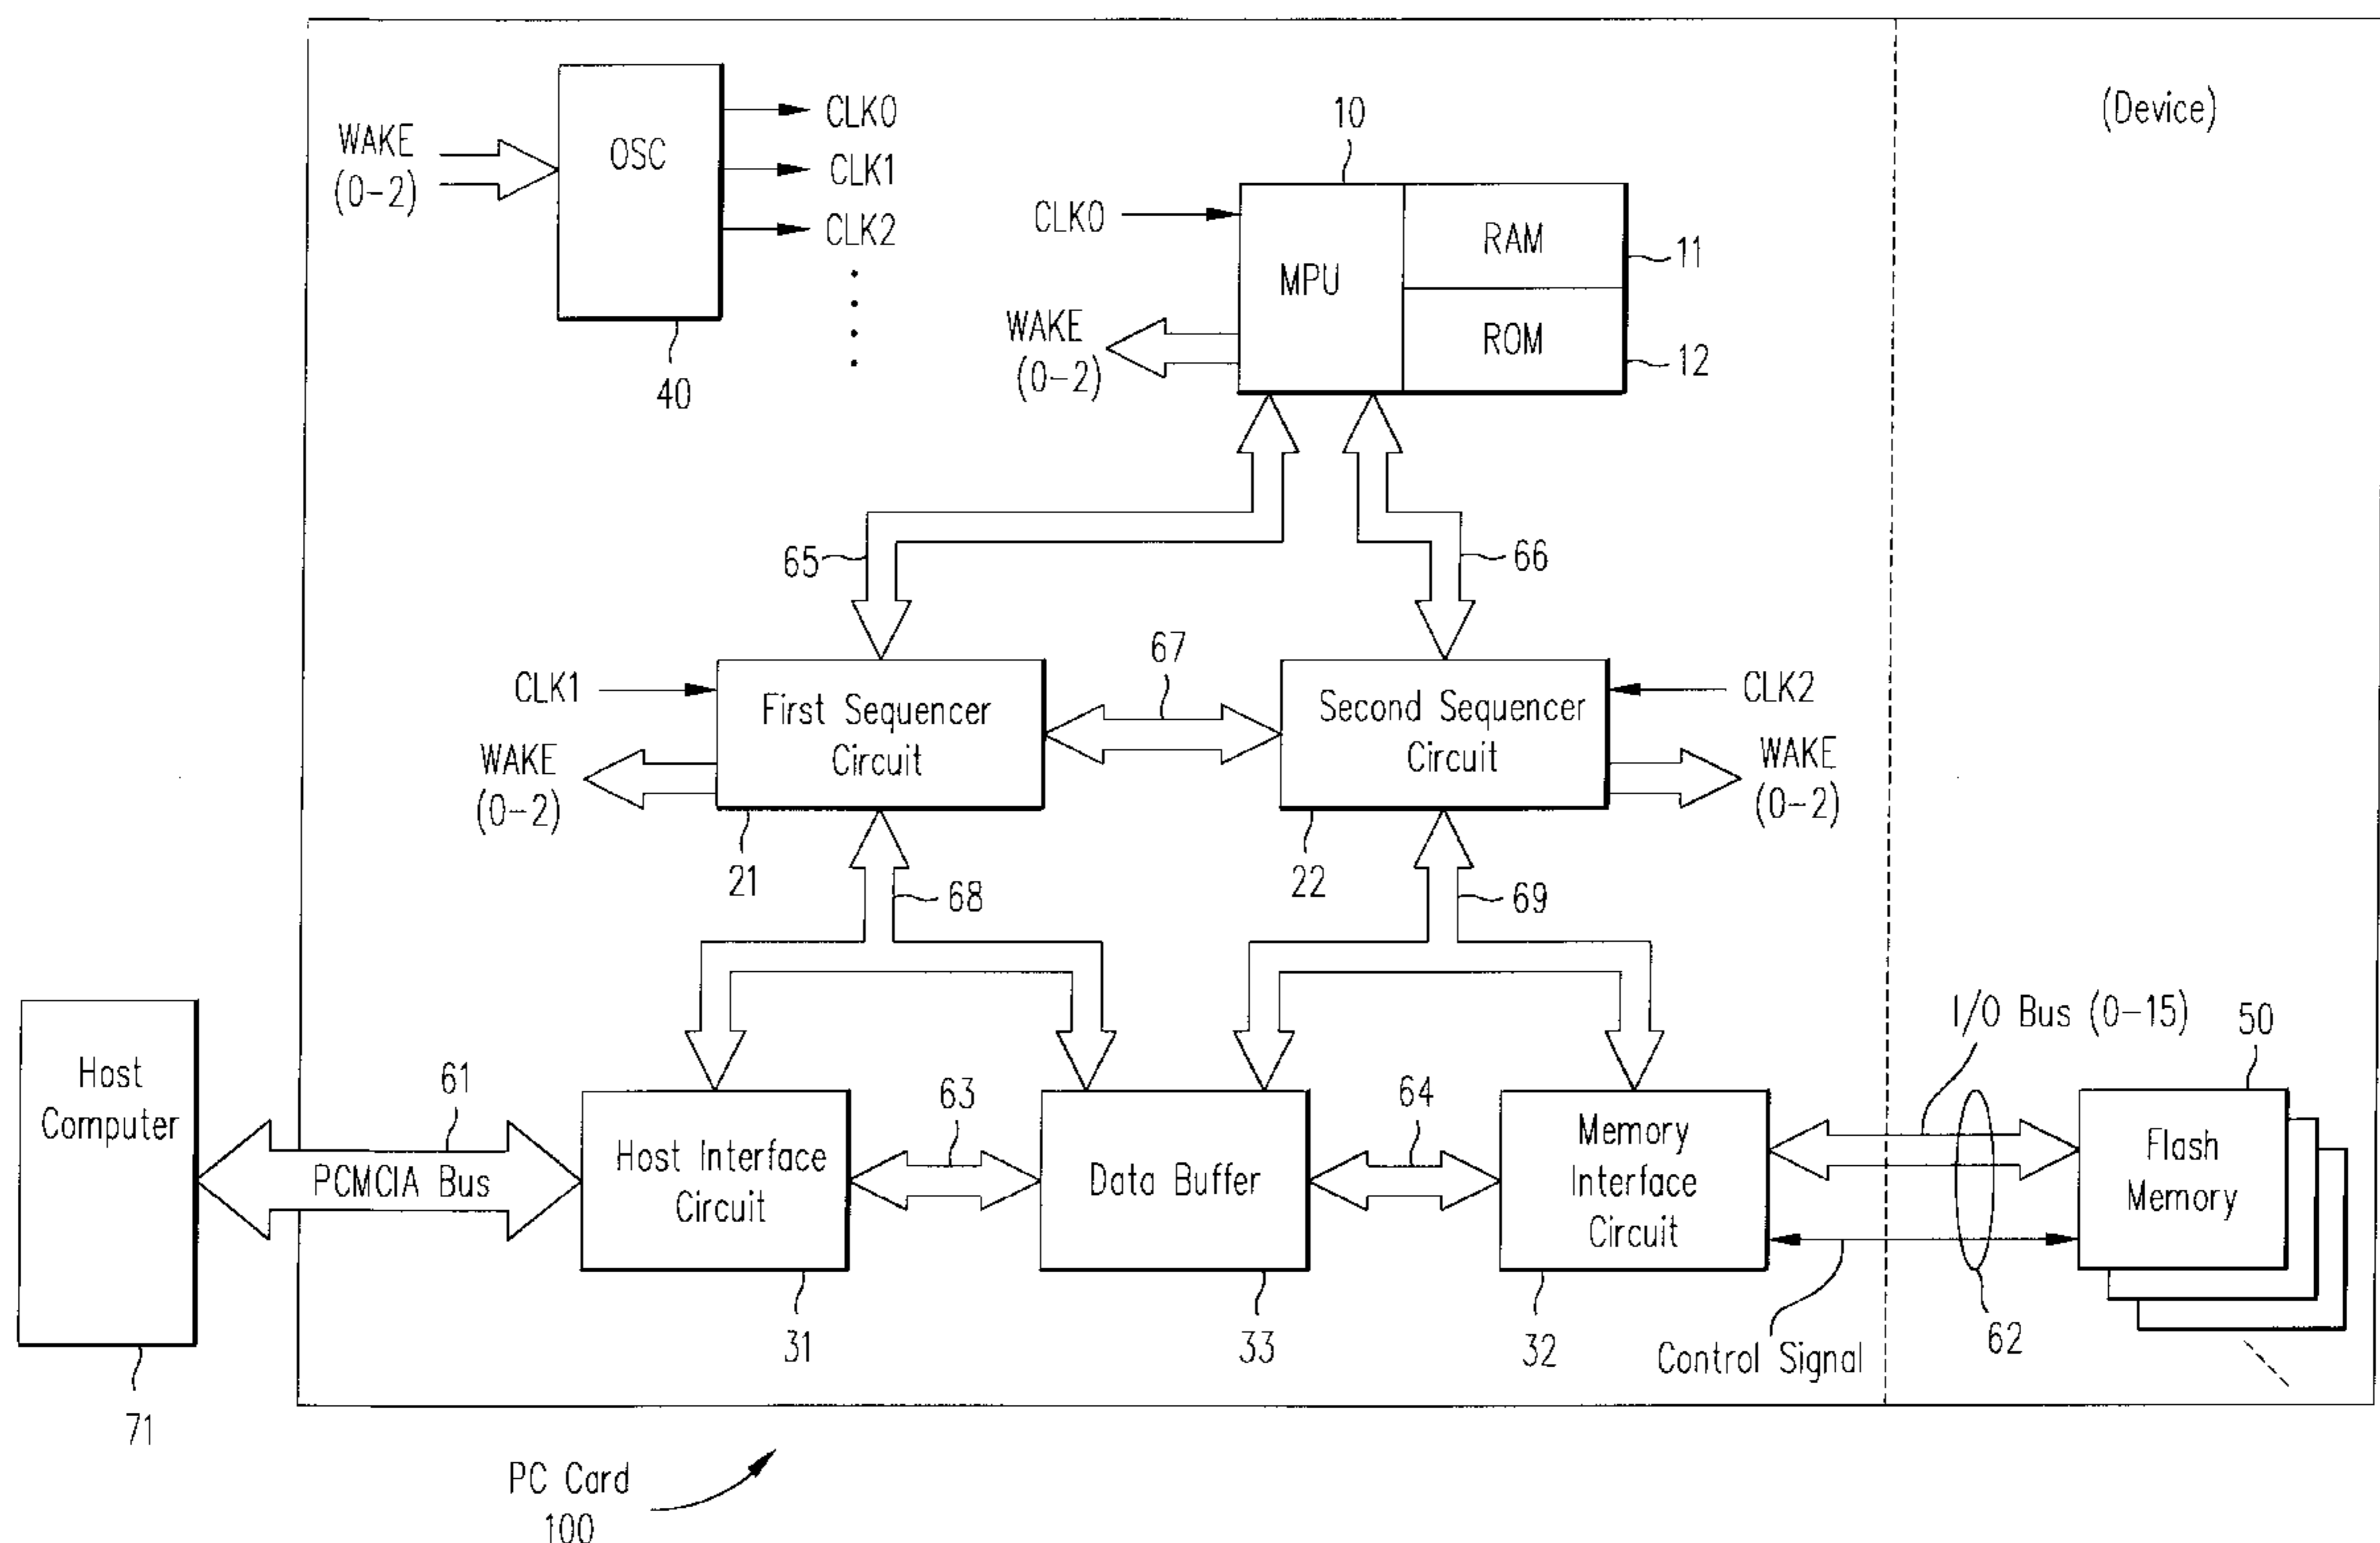 (Device)
WAKE
(0-2)
OSC
CLK0
CLK1
CLK2
40
10
CLK0
MPU
RAM
11
ROM
12
WAKE
(0-2)
65
66
67
CLK1
First Sequencer
Circuit
Second Sequencer
Circuit
CLK2
WAKE
(0-2)
WAKE
(0-2)
21
68
22
69
Host
Computer
71
61
PCMCIA Bus
Host Interface
Circuit
31
63
Data Buffer
33
64
Memory
Interface
Circuit
32
I/O Bus (0-15)
50
Flash
Memory
62
Control Signal
PC Card
100